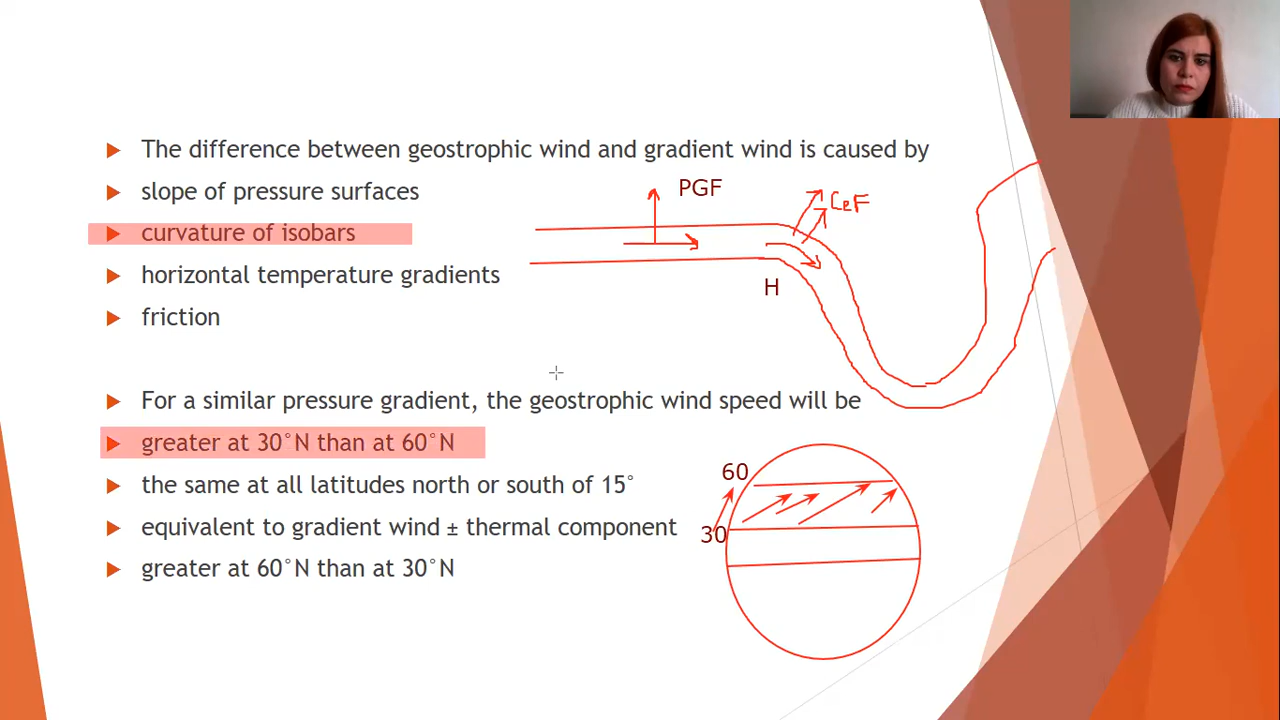 The difference between geostrophic wind and gradient wind is caused by
slope of pressure surfaces
curvature of isobars
horizontal temperature gradients
friction
PGF
CeF
H
For a similar pressure gradient, the geostrophic wind speed will be
greater at 30°N than at 60°N
the same at all latitudes north or south of 15°
equivalent to gradient wind ± thermal component
greater at 60°N than at 30°N
60
30